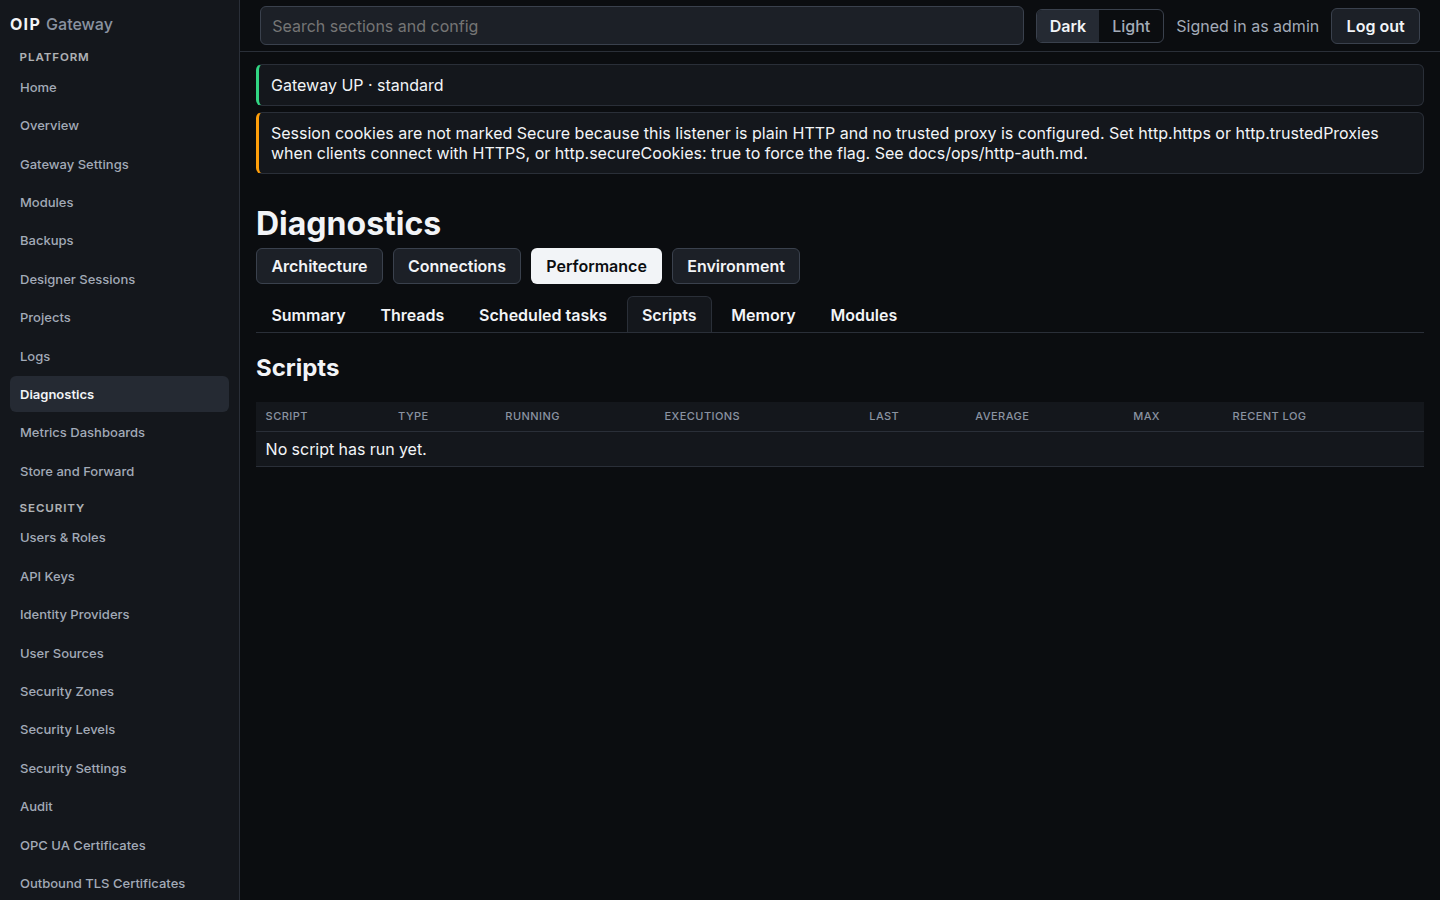 OIP Gateway
PLATFORM
Home
Overview
Gateway Settings
Modules
Backups
Designer Sessions
Projects
Logs
Diagnostics
Metrics Dashboards
Store and Forward
SECURITY
Users & Roles
API Keys
Identity Providers
User Sources
Security Zones
Security Levels
Security Settings
Audit
OPC UA Certificates
Outbound TLS Certificates
Search sections and config
Dark Light Signed in as admin Log out
Gateway UP · standard
Session cookies are not marked Secure because this listener is plain HTTP and no trusted proxy is configured. Set http.https or http.trustedProxies
when clients connect with HTTPS, or http.secureCookies: true to force the flag. See docs/ops/http-auth.md.
Diagnostics
Architecture Connections Performance Environment
Summary Threads Scheduled tasks Scripts Memory Modules
Scripts
SCRIPT TYPE RUNNING EXECUTIONS LAST AVERAGE MAX RECENT LOG
No script has run yet.